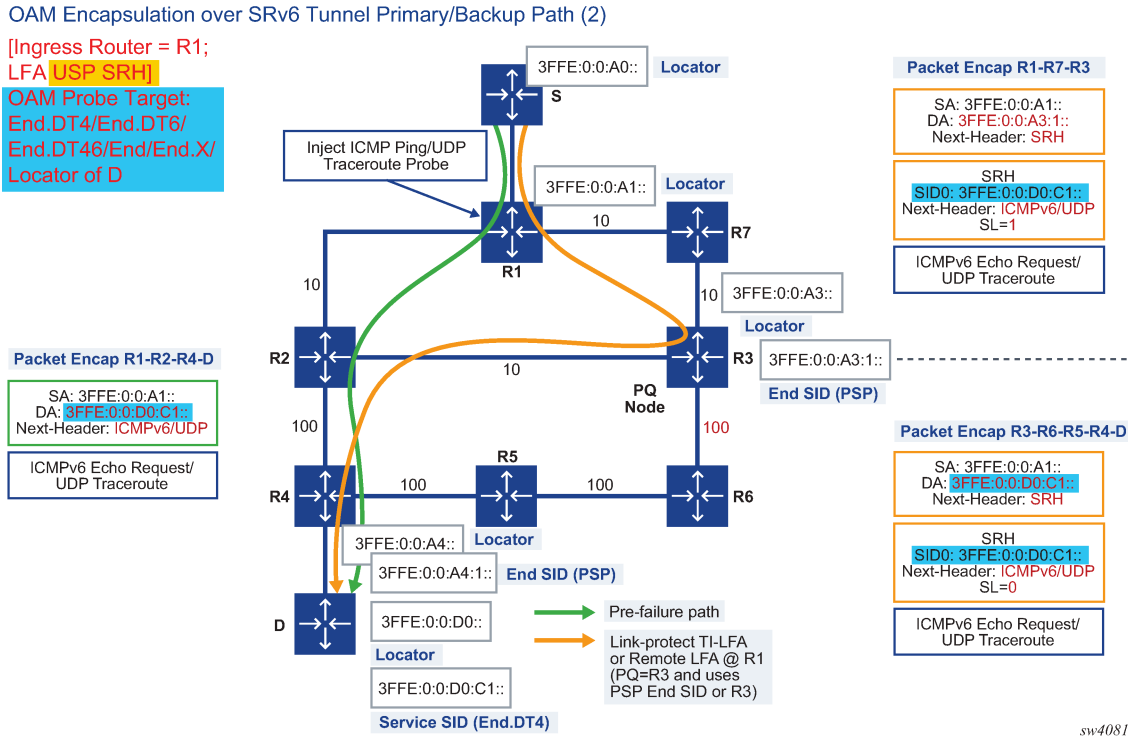 OAM Encapsulation over SRv6 Tunnel Primary/Backup Path (2)
[Ingress Router = R1;
LFA USP SRH]
OAM Probe Target:
End.DT4/End.DT6/
End.DT46/End/End.X/
Locator of D
3FFE:0:0:A0::
Locator
S
Inject ICMP Ping/UDP
Traceroute Probe
3FFE:0:0:A1::
Locator
R1
10
R7
10
10
3FFE:0:0:A3::
Locator
R2
10
R3
3FFE:0:0:A3:1::
End SID (PSP)
PQ
Node
100
100
R4
100
R5
100
R6
Locator
3FFE:0:0:A4::
3FFE:0:0:A4:1::
End SID (PSP)
D
3FFE:0:0:D0::
Locator
3FFE:0:0:D0:C1::
Service SID (End.DT4)
Pre-failure path
Link-protect TI-LFA
or Remote LFA @ R1
(PQ=R3 and uses
PSP End SID or R3)
Packet Encap R1-R2-R4-D
SA: 3FFE:0:0:A1::
DA: 3FFE:0:0:D0:C1::
Next-Header: ICMPv6/UDP
ICMPv6 Echo Request/
UDP Traceroute
Packet Encap R1-R7-R3
SA: 3FFE:0:0:A1::
DA: 3FFE:0:0:A3:1::
Next-Header: SRH
SRH
SID0: 3FFE:0:0:D0:C1::
Next-Header: ICMPv6/UDP
SL=1
ICMPv6 Echo Request/
UDP Traceroute
Packet Encap R3-R6-R5-R4-D
SA: 3FFE:0:0:A1::
DA: 3FFE:0:0:D0:C1::
Next-Header: SRH
SRH
SID0: 3FFE:0:0:D0:C1::
Next-Header: ICMPv6/UDP
SL=0
ICMPv6 Echo Request/
UDP Traceroute
sw4081